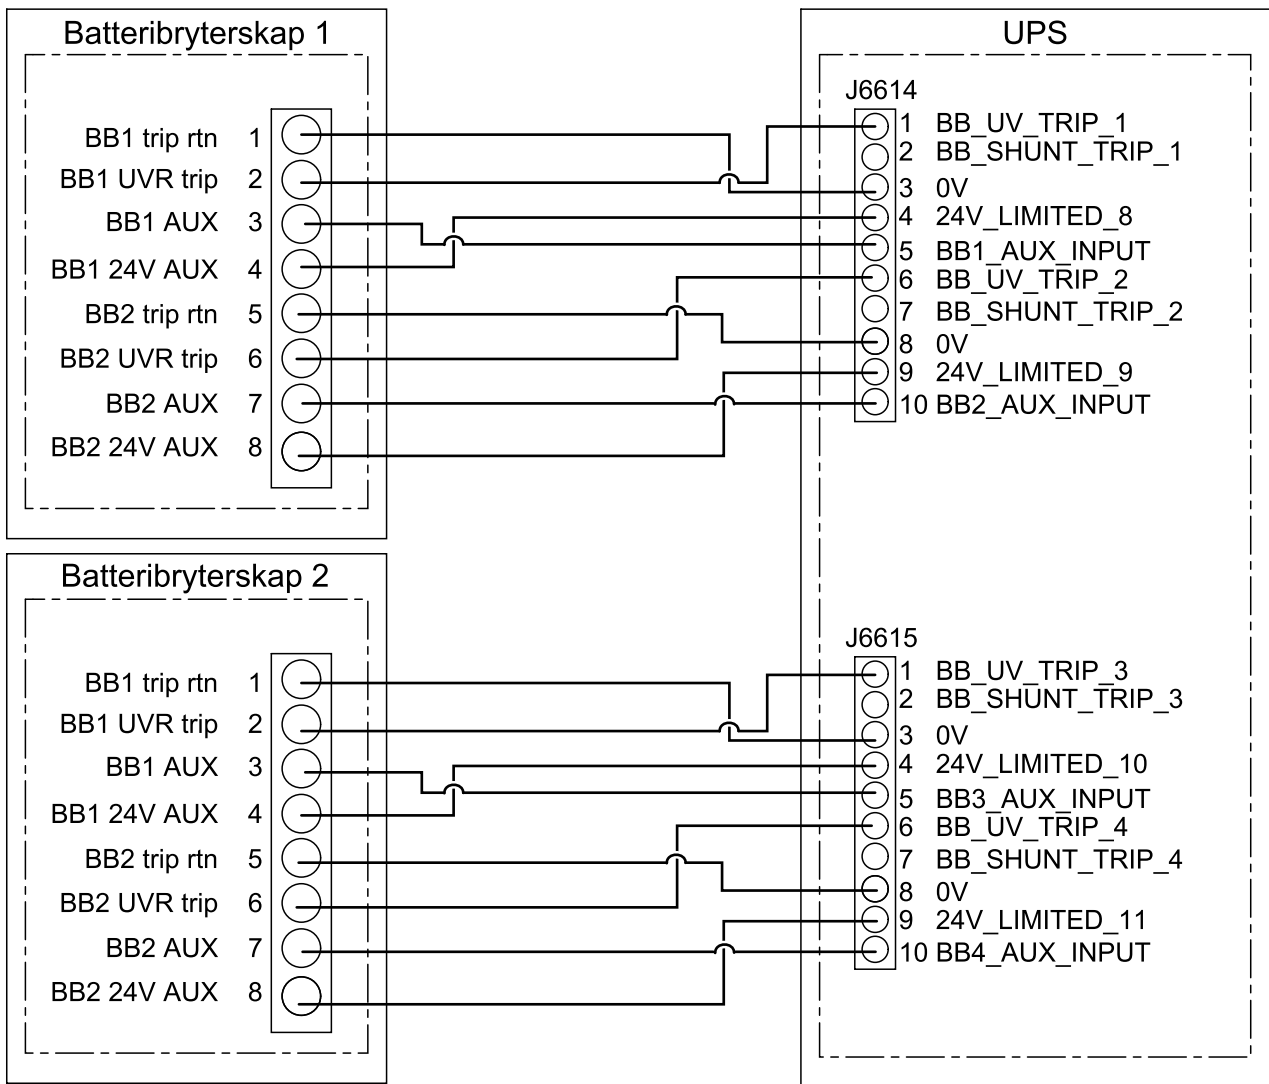 Batteribryterskap 1
BB1 trip rtn 1
BB1 UVR trip 2
BB1 AUX 3
BB1 24V AUX 4
BB2 trip rtn 5
BB2 UVR trip 6
BB2 AUX 7
BB2 24V AUX 8
UPS
J6614
1 BB_UV_TRIP_1
2 BB_SHUNT_TRIP_1
3 0V
4 24V_LIMITED_8
5 BB1_AUX_INPUT
6 BB_UV_TRIP_2
7 BB_SHUNT_TRIP_2
8 0V
9 24V_LIMITED_9
10 BB2_AUX_INPUT
Batteribryterskap 2
BB1 trip rtn 1
BB1 UVR trip 2
BB1 AUX 3
BB1 24V AUX 4
BB2 trip rtn 5
BB2 UVR trip 6
BB2 AUX 7
BB2 24V AUX 8
J6615
1 BB_UV_TRIP_3
2 BB_SHUNT_TRIP_3
3 0V
4 24V_LIMITED_10
5 BB3_AUX_INPUT
6 BB_UV_TRIP_4
7 BB_SHUNT_TRIP_4
8 0V
9 24V_LIMITED_11
10 BB4_AUX_INPUT